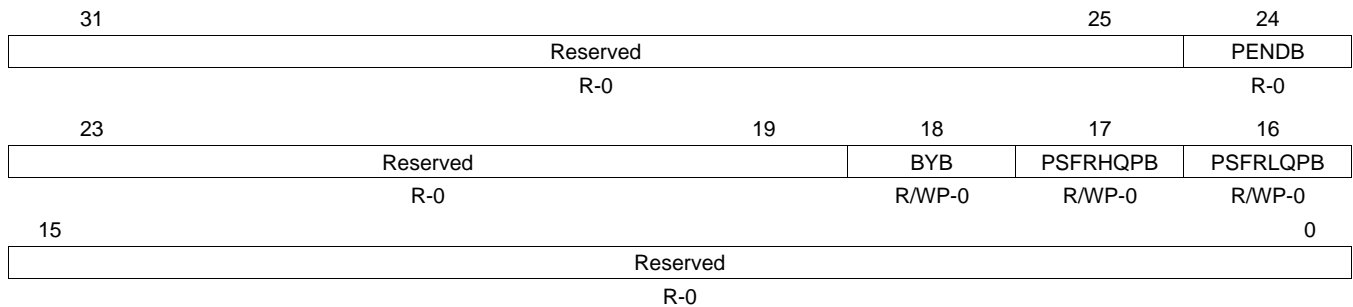 31 25 24
Reserved PENDB
R-0 R-0
23 19 18 17 16
Reserved BYB PSFRHQPB PSFRLQPB
R-0 R/WP-0 R/WP-0 R/WP-0
15 0
Reserved
R-0